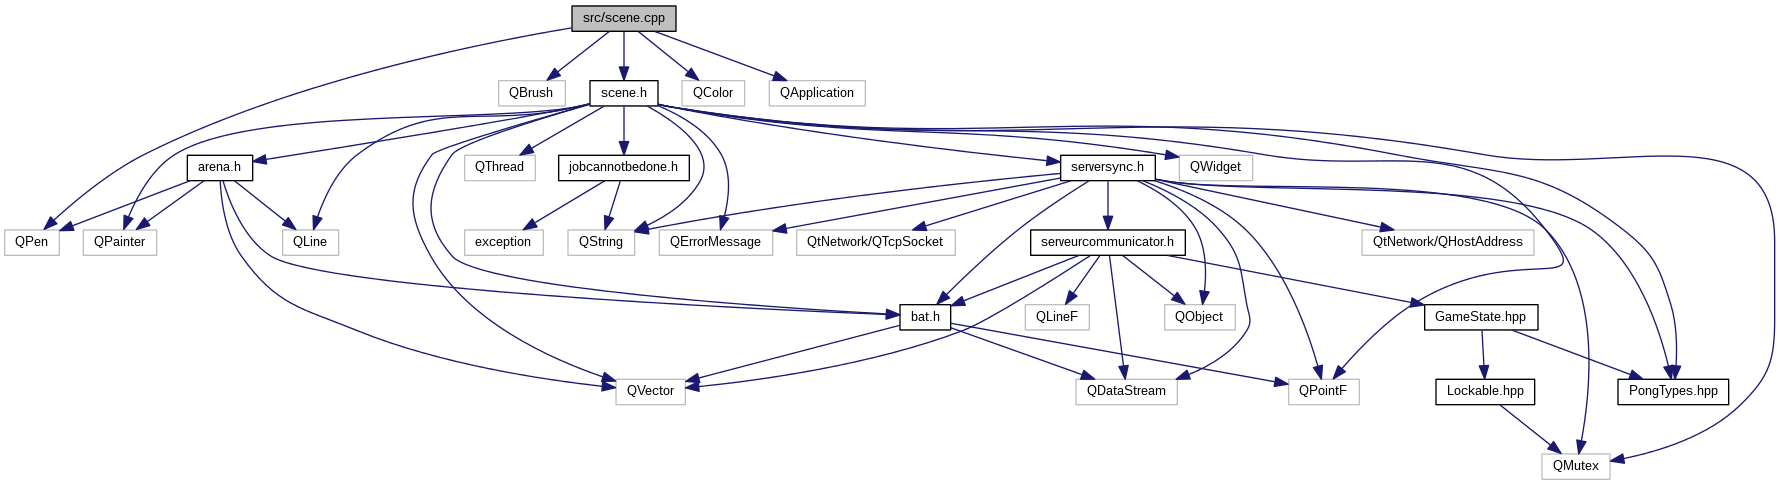 src/scene.cpp
QBrush
scene.h
QColor
QApplication
arena.h
QThread
jobcannotbedone.h
serversync.h
QWidget
QPen
QPainter
QLine
exception
QString
QErrorMessage
QtNetwork/QTcpSocket
serveurcommunicator.h
QtNetwork/QHostAddress
bat.h
QLineF
QObject
GameState.hpp
QVector
QDataStream
QPointF
Lockable.hpp
PongTypes.hpp
QMutex